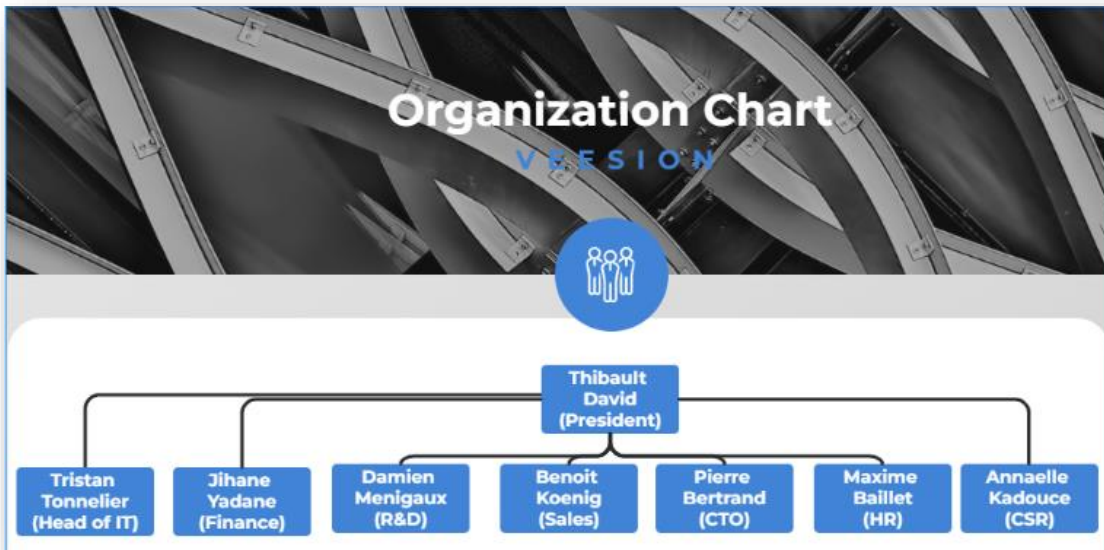 Organization Chart
VEESION
Thibault
David
(President)
Tristan
Tonnelier
(Head of IT)
Jihane
Yadane
(Finance)
Damien
Menigaux
(R&D)
Benoit
Koenig
(Sales)
Pierre
Bertrand
(CTO)
Maxime
Baillet
(HR)
Annaelle
Kadouce
(CSR)